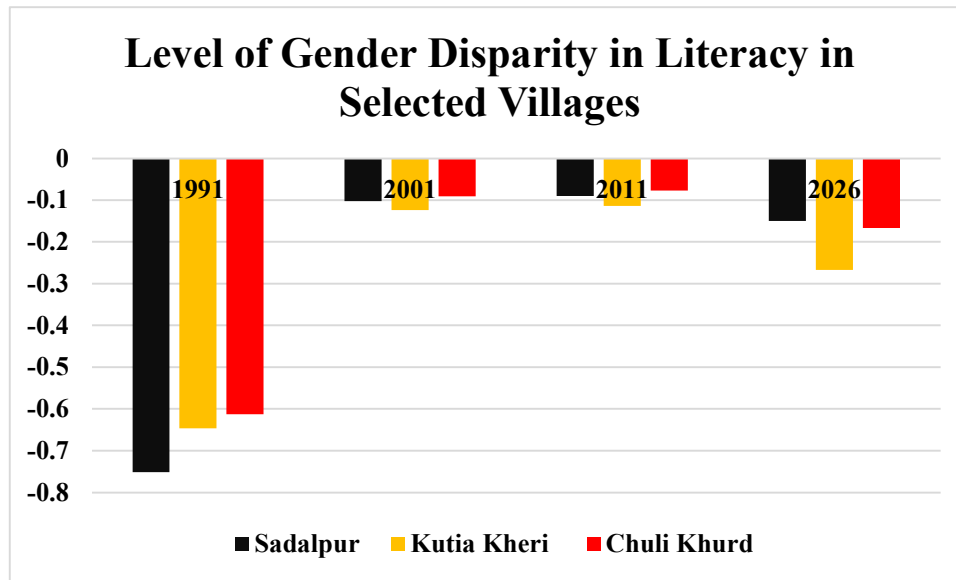 Level of Gender Disparity in Literacy in
Selected Villages
0
1991 2001 2011 2026
-0.1
-0.2
-0.3
-0.4
-0.5
-0.6
-0.7
-0.8
Sadalpur Kutia Kheri Chuli Khurd